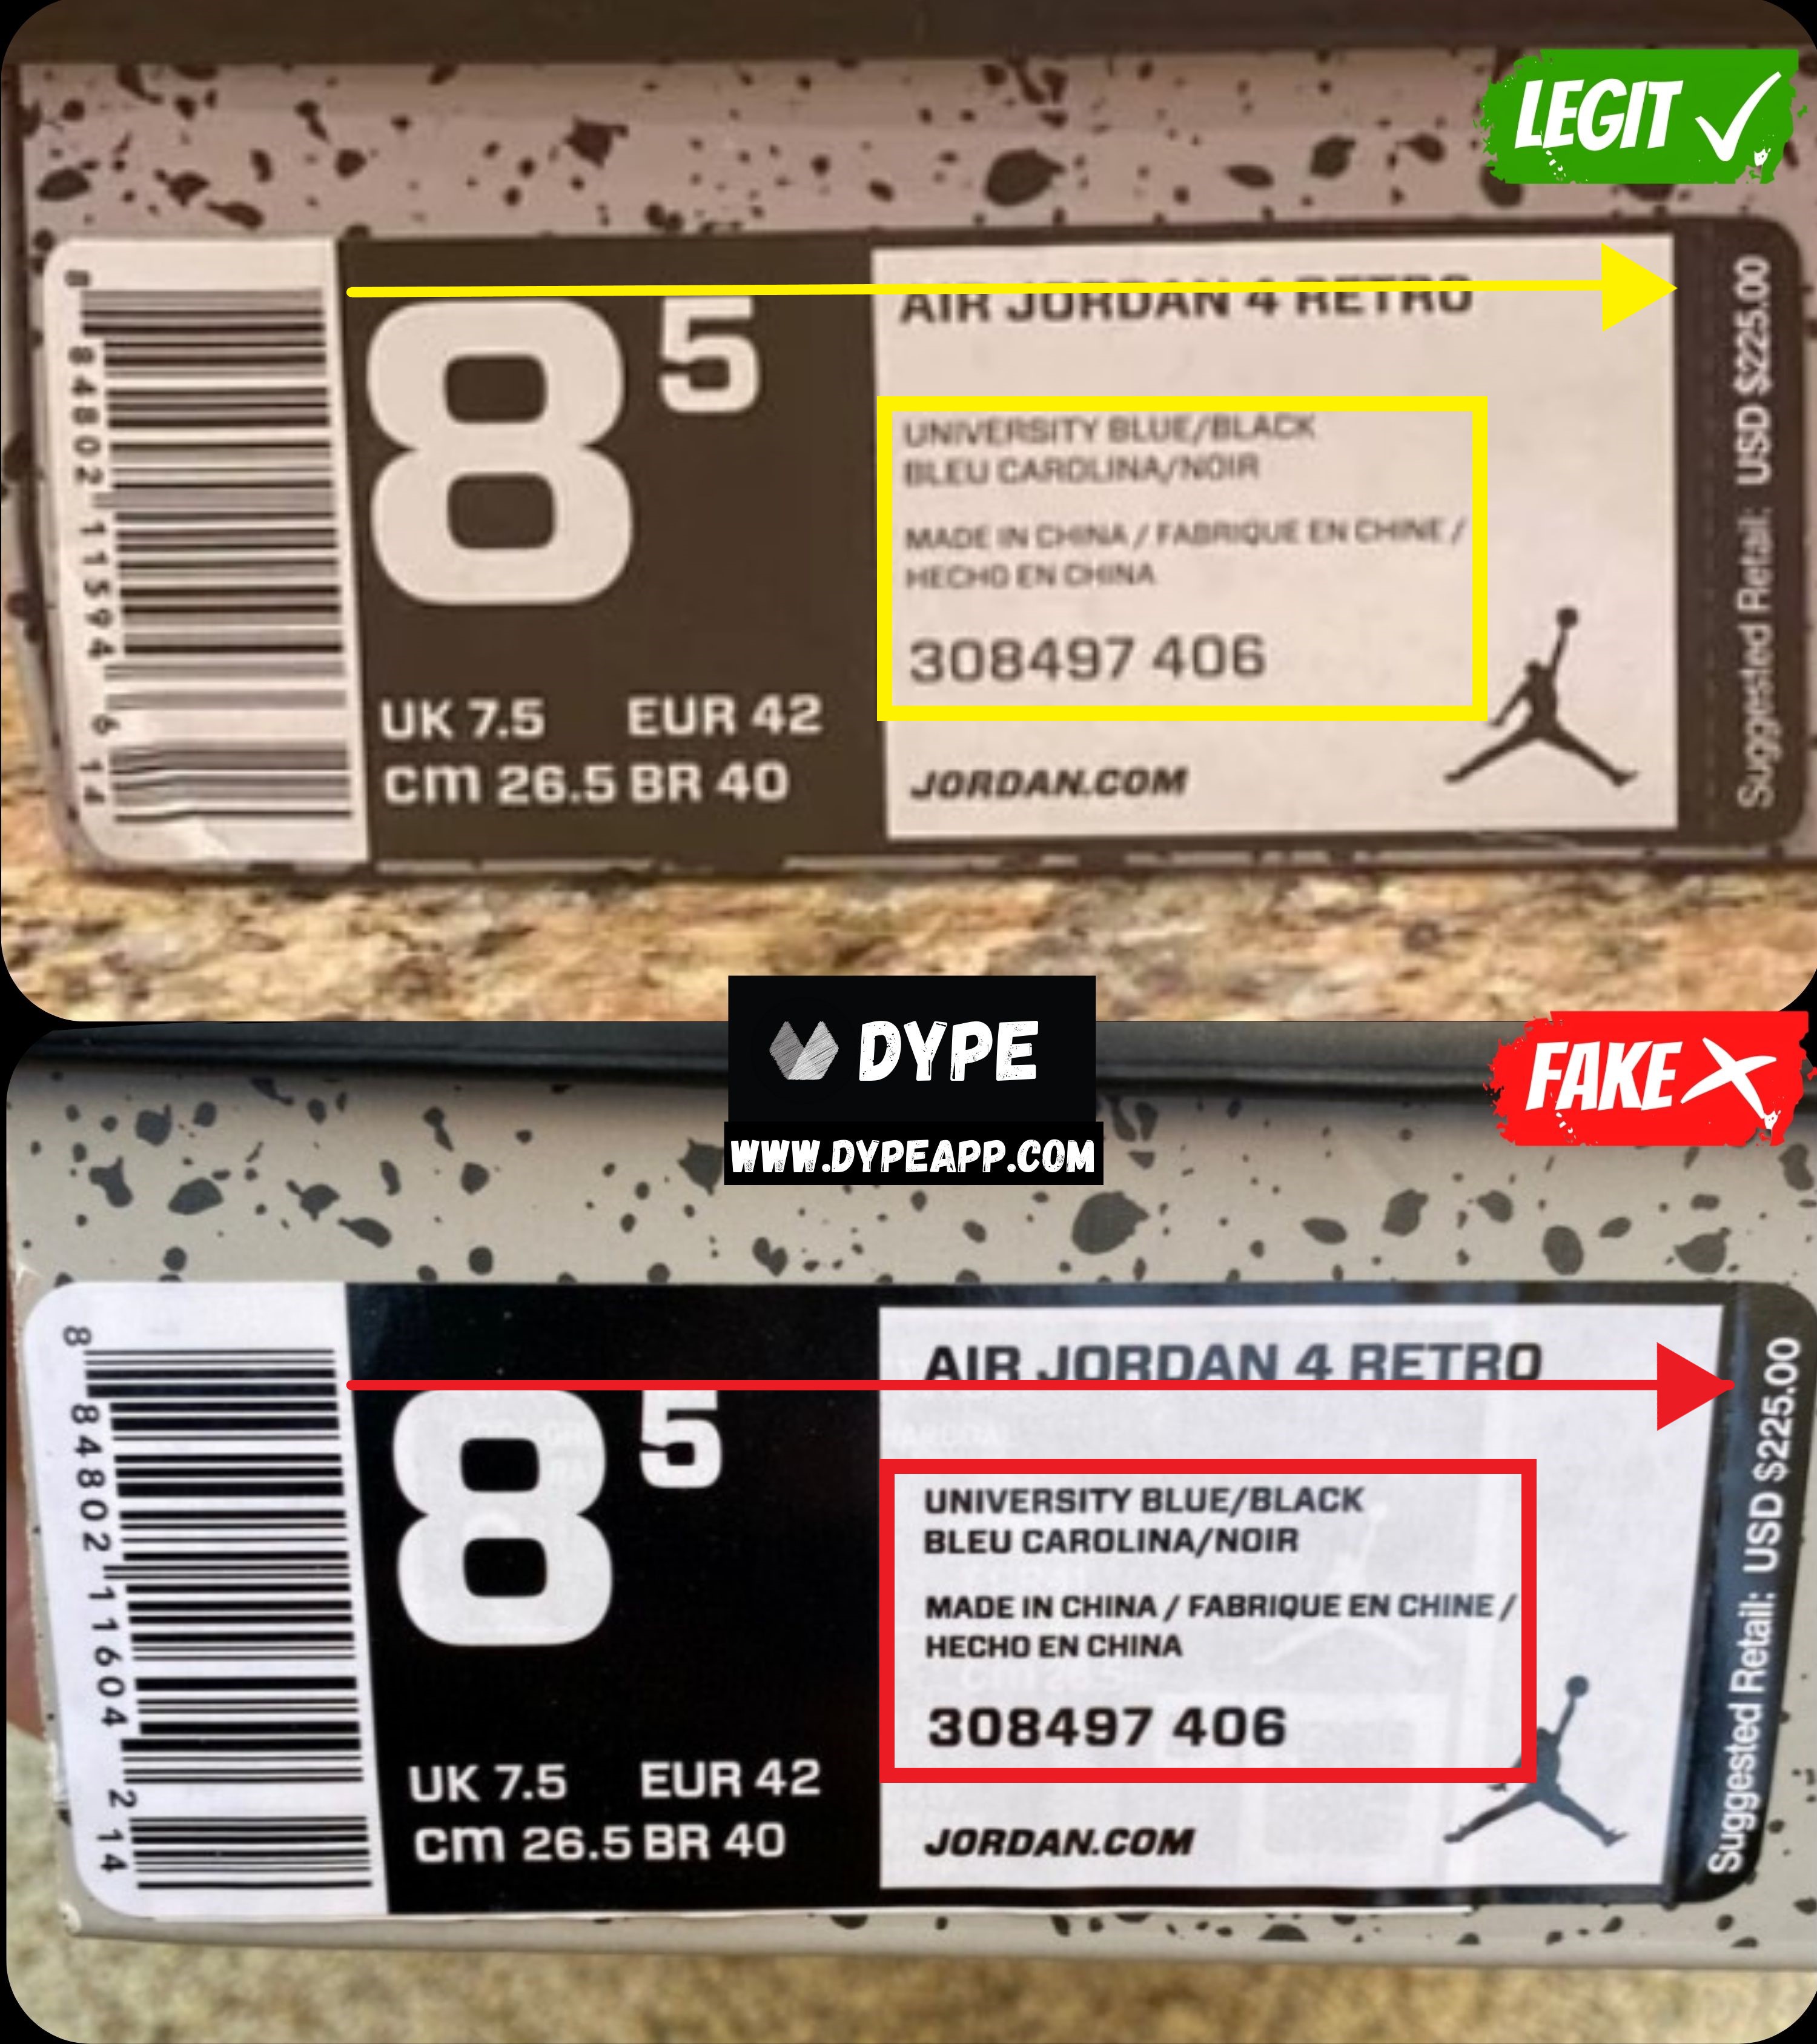 LEGIT
AIR JORDAN 4 RETRO
8 5
UNIVERSITY BLUE/BLACK
BLEU CAROLINA/NOIR
MADE IN CHINA / FABRIQUE EN CHINE /
HECHO EN CHINA
308497 406
UK 7.5 EUR 42
cm 26.5 BR 40
JORDAN.COM
Suggested Retail: USD $225.00
8 84802 11594 6 14
DYPE
WWW.DYPEAPP.COM
FAKE
AIR JORDAN 4 RETRO
8 5
UNIVERSITY BLUE/BLACK
BLEU CAROLINA/NOIR
MADE IN CHINA / FABRIQUE EN CHINE /
HECHO EN CHINA
308497 406
UK 7.5 EUR 42
cm 26.5 BR 40
JORDAN.COM
Suggested Retail: USD $225.00
8 84802 11604 2 14